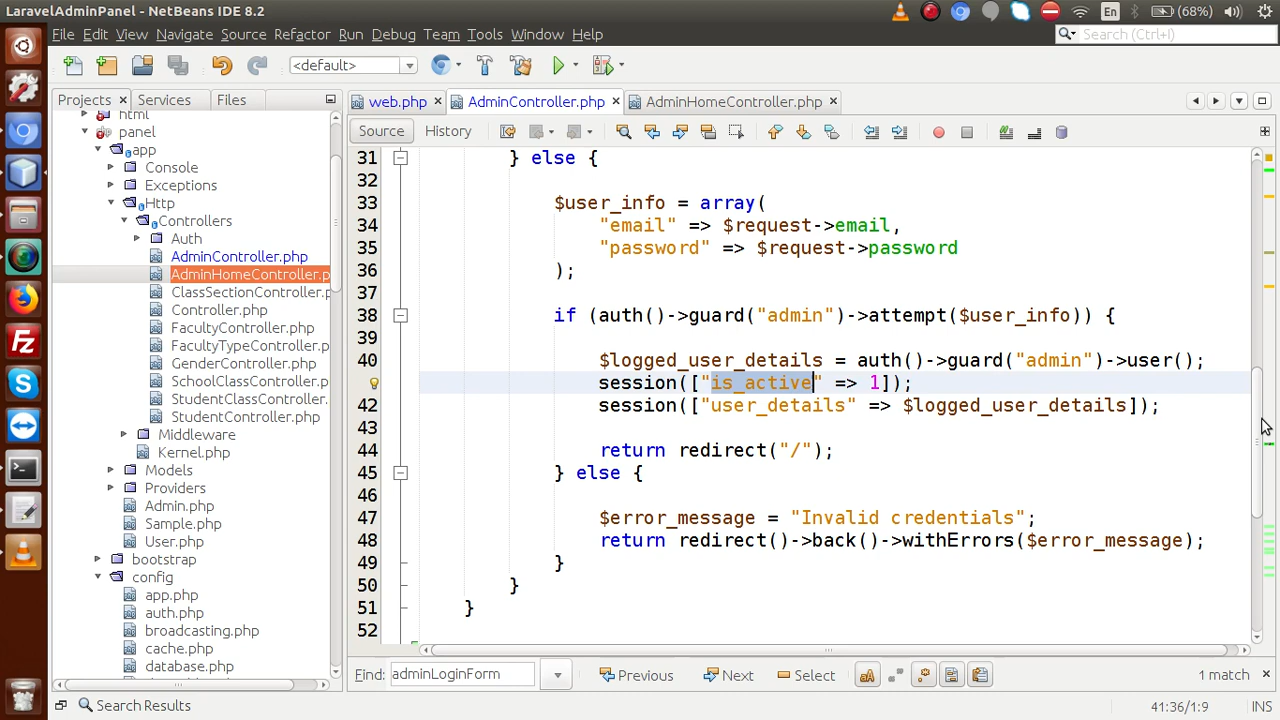 LaravelAdminPanel - NetBeans IDE 8.2
En
(68%)
File Edit View Navigate Source Refactor Run Debug Team Tools Window Help
Search (Ctrl+I)
<default>
Projects
Services
Files
web.php
AdminController.php
AdminHomeController.php
Source
History
html
panel
app
Console
Exceptions
Http
Controllers
Auth
AdminController.php
AdminHomeController.p
ClassSectionController.p
Controller.php
FacultyController.php
FacultyTypeController.ph
GenderController.php
SchoolClassController.ph
StudentClassController.p
StudentController.php
Middleware
Kernel.php
Models
Providers
Admin.php
Sample.php
User.php
bootstrap
config
app.php
auth.php
broadcasting.php
cache.php
database.php
31 } else {
32
33 $user_info = array(
34 "email" => $request->email,
35 "password" => $request->password
36 );
37
38 if (auth()->guard("admin")->attempt($user_info)) {
39
40 $logged_user_details = auth()->guard("admin")->user();
session(["is_active" => 1]);
42 session(["user_details" => $logged_user_details]);
43
44 return redirect("/");
45 } else {
46
47 $error_message = "Invalid credentials";
48 return redirect()->back()->withErrors($error_message);
49 }
50 }
51 }
52
Find: adminLoginForm
Previous
Next
Select
aA
1 match
Search Results
41:36/1:9
INS